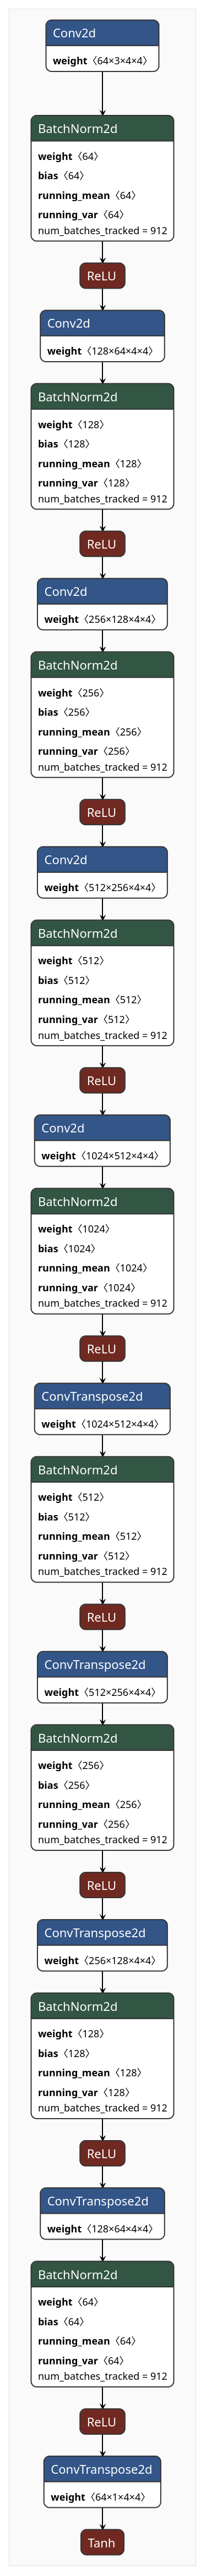 Conv2d
weight〈64×3×4×4〉
BatchNorm2d
weight〈64〉
bias〈64〉
running_mean〈64〉
running_var〈64〉
num_batches_tracked = 912
ReLU
Conv2d
weight〈128×64×4×4〉
BatchNorm2d
weight〈128〉
bias〈128〉
running_mean〈128〉
running_var〈128〉
num_batches_tracked = 912
ReLU
Conv2d
weight〈256×128×4×4〉
BatchNorm2d
weight〈256〉
bias〈256〉
running_mean〈256〉
running_var〈256〉
num_batches_tracked = 912
ReLU
Conv2d
weight〈512×256×4×4〉
BatchNorm2d
weight〈512〉
bias〈512〉
running_mean〈512〉
running_var〈512〉
num_batches_tracked = 912
ReLU
Conv2d
weight〈1024×512×4×4〉
BatchNorm2d
weight〈1024〉
bias〈1024〉
running_mean〈1024〉
running_var〈1024〉
num_batches_tracked = 912
ReLU
ConvTranspose2d
weight〈1024×512×4×4〉
BatchNorm2d
weight〈512〉
bias〈512〉
running_mean〈512〉
running_var〈512〉
num_batches_tracked = 912
ReLU
ConvTranspose2d
weight〈512×256×4×4〉
BatchNorm2d
weight〈256〉
bias〈256〉
running_mean〈256〉
running_var〈256〉
num_batches_tracked = 912
ReLU
ConvTranspose2d
weight〈256×128×4×4〉
BatchNorm2d
weight〈128〉
bias〈128〉
running_mean〈128〉
running_var〈128〉
num_batches_tracked = 912
ReLU
ConvTranspose2d
weight〈128×64×4×4〉
BatchNorm2d
weight〈64〉
bias〈64〉
running_mean〈64〉
running_var〈64〉
num_batches_tracked = 912
ReLU
ConvTranspose2d
weight〈64×1×4×4〉
Tanh